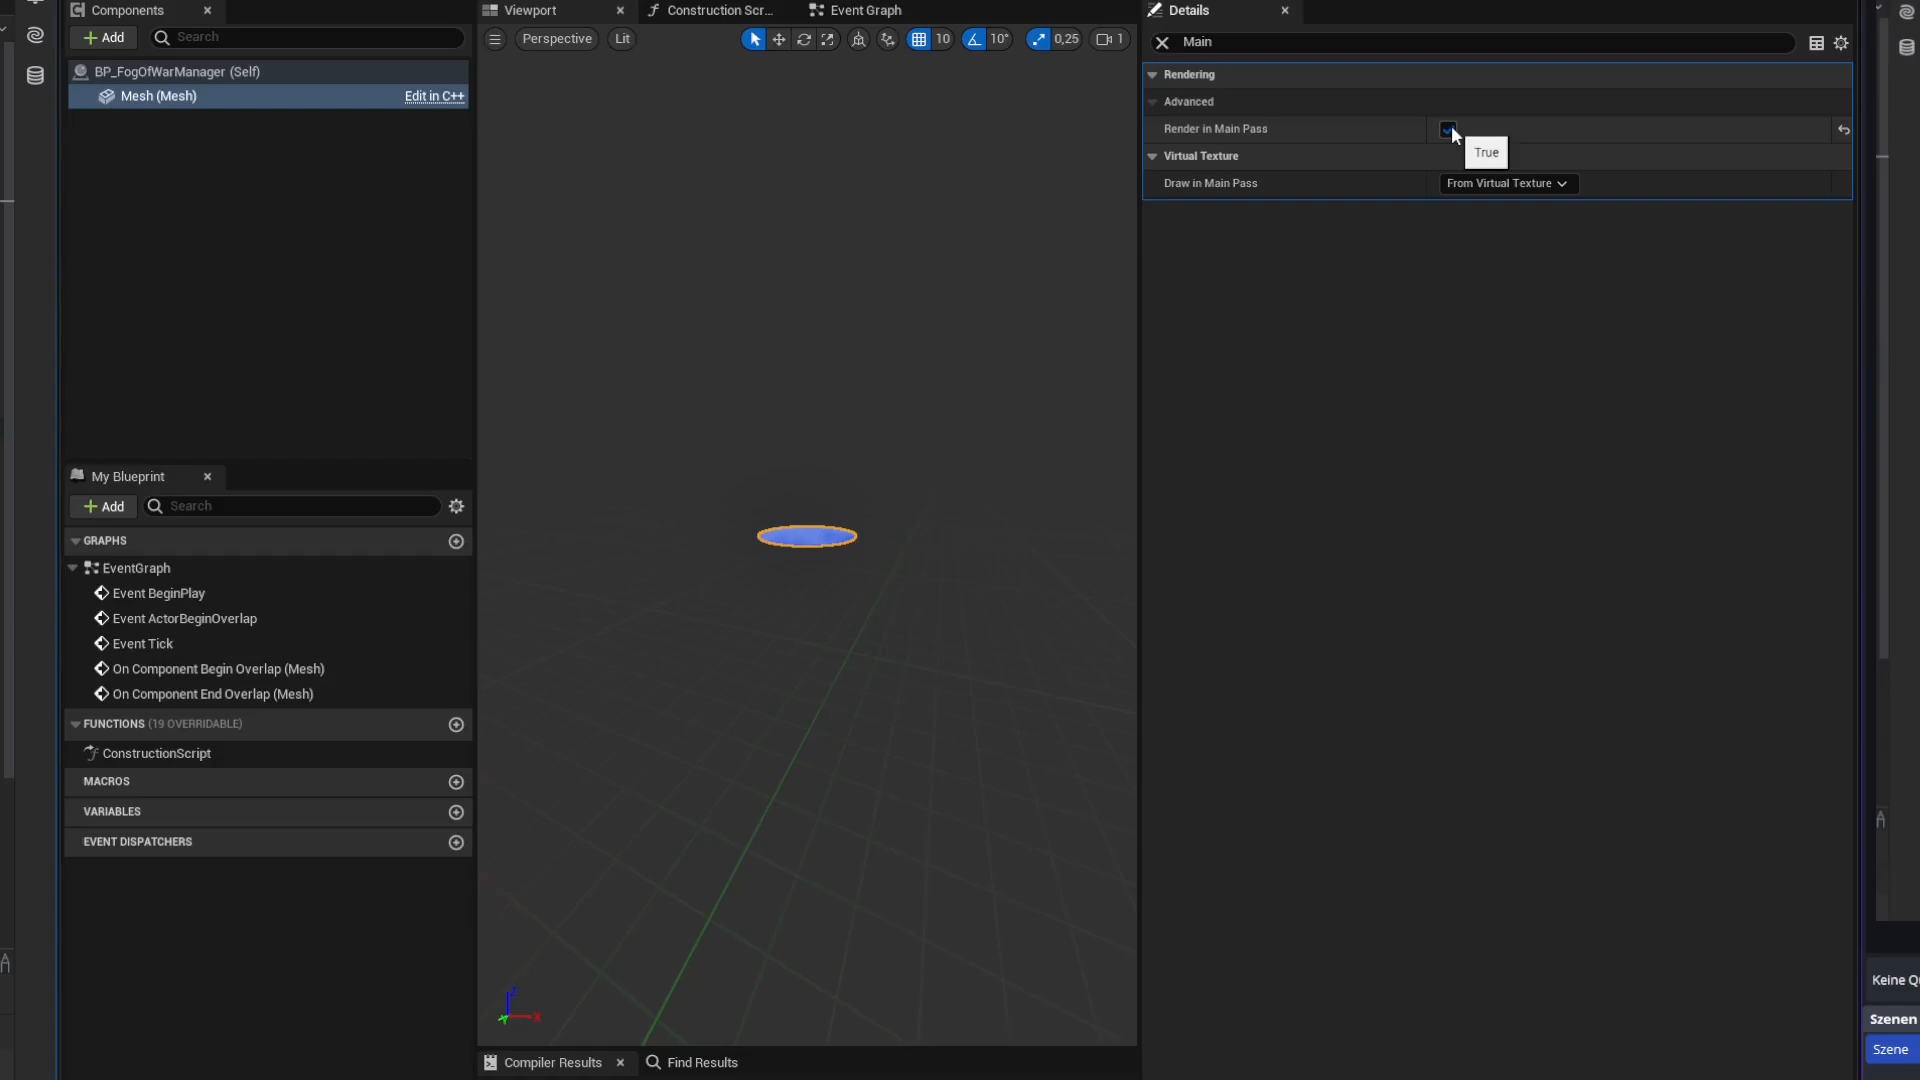 Components
Add
Search
BP_FogOfWarManager (Self)
Mesh (Mesh)
Edit in C++
My Blueprint
Add
Search
GRAPHS
EventGraph
Event BeginPlay
Event ActorBeginOverlap
Event Tick
On Component Begin Overlap (Mesh)
On Component End Overlap (Mesh)
FUNCTIONS (19 OVERRIDABLE)
ConstructionScript
MACROS
VARIABLES
EVENT DISPATCHERS
Viewport
Construction Scr...
Event Graph
Perspective
Lit
10
10°
0,25
1
Z
X
Y
Compiler Results
Find Results
Details
Main
Rendering
Advanced
Render in Main Pass
True
Virtual Texture
Draw in Main Pass
From Virtual Texture
Keine Q
Szenen
Szene